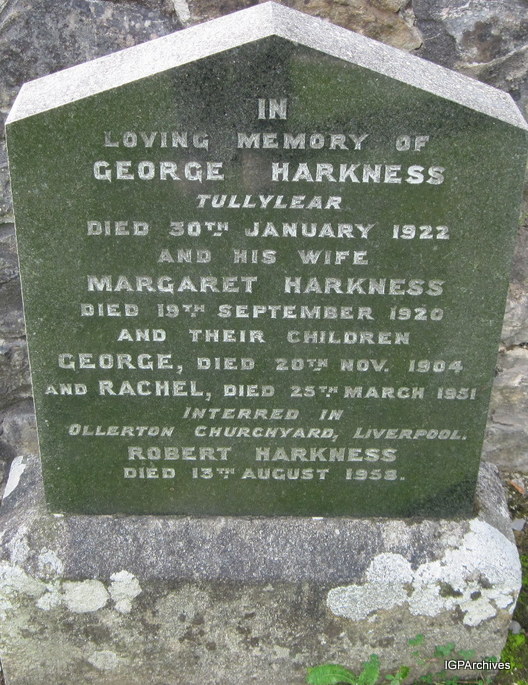 IN
LOVING MEMORY OF
GEORGE HARKNESS
TULLYLEAR
DIED 30TH JANUARY 1922
AND HIS WIFE
MARGARET HARKNESS
DIED 19TH SEPTEMBER 1920
AND THEIR CHILDREN
GEORGE, DIED 20TH NOV. 1904
AND RACHEL, DIED 25TH MARCH 1951
INTERRED IN
OLLERTON CHURCHYARD, LIVERPOOL.
ROBERT HARKNESS
DIED 13TH AUGUST 1958.
IGPArchives